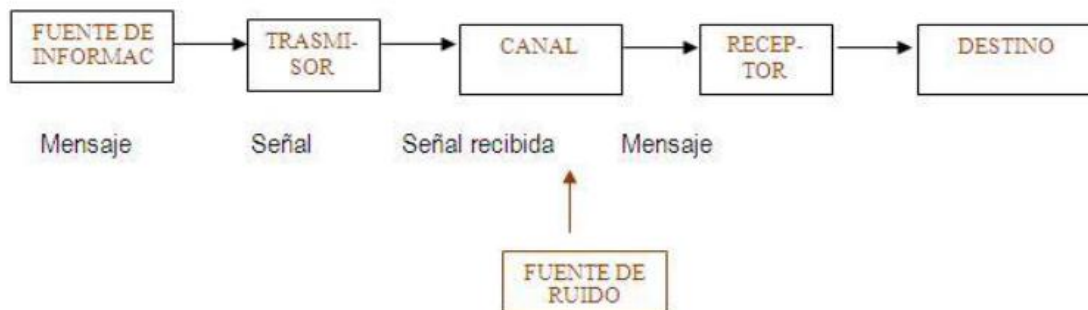 FUENTE DE
INFORMAC
TRASMI-
SOR
CANAL
RECEP-
TOR
DESTINO
Mensaje
Señal
Señal recibida
Mensaje
FUENTE DE
RUIDO